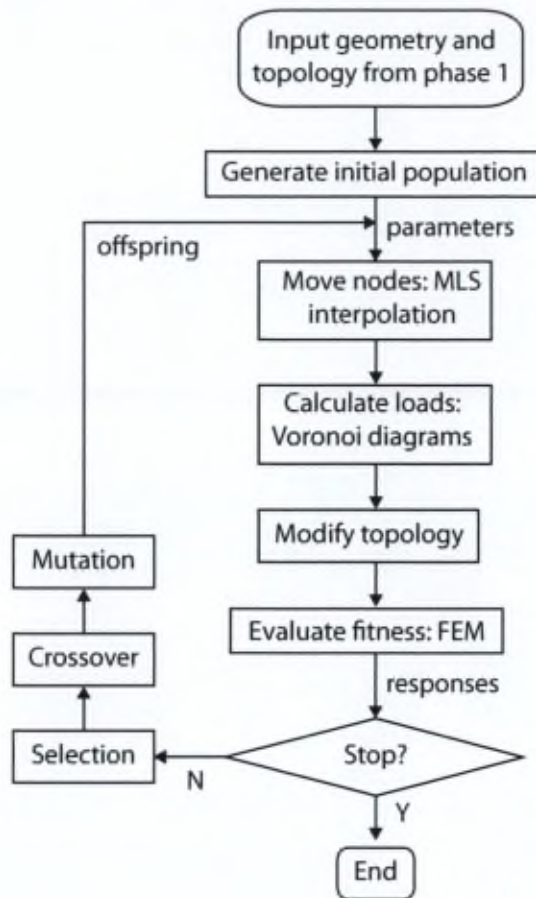 Input geometry and
topology from phase 1
Generate initial population
offspring
parameters
Move nodes: MLS
interpolation
Calculate loads:
Voronoi diagrams
Modify topology
Mutation
Evaluate fitness: FEM
Crossover
responses
Selection
Stop?
N
Y
End